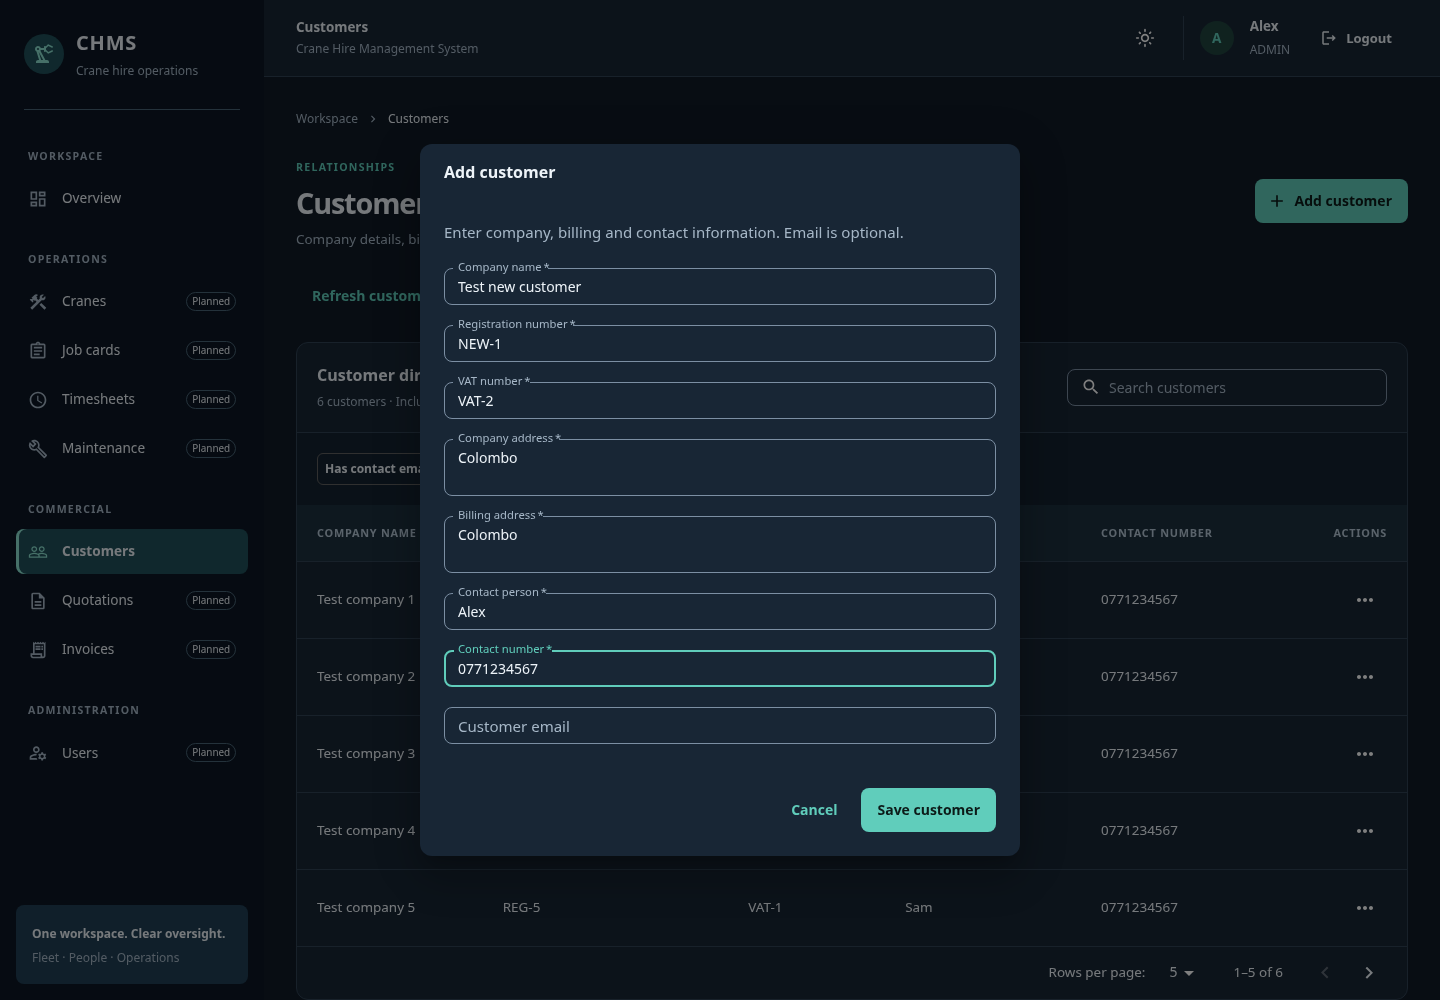 CHMS
Crane hire operations
WORKSPACE
Overview
OPERATIONS
Cranes Planned
Job cards Planned
Timesheets Planned
Maintenance Planned
COMMERCIAL
Customers
Quotations Planned
Invoices Planned
ADMINISTRATION
Users Planned
One workspace. Clear oversight.
Fleet · People · Operations
Customers
Crane Hire Management System
A
Alex
ADMIN
Logout
Workspace > Customers
RELATIONSHIPS
Customer
Company details, bi
Add customer
Refresh custom
Customer dir
6 customers · Inclu
Search customers
Has contact ema
COMPANY NAME CONTACT NUMBER ACTIONS
Test company 1 0771234567
Test company 2 0771234567
Test company 3 0771234567
Test company 4 0771234567
Test company 5 REG-5 VAT-1 Sam 0771234567
Rows per page: 5 1–5 of 6
Add customer
Enter company, billing and contact information. Email is optional.
Company name *
Test new customer
Registration number *
NEW-1
VAT number *
VAT-2
Company address *
Colombo
Billing address *
Colombo
Contact person *
Alex
Contact number *
0771234567
Customer email
Cancel Save customer